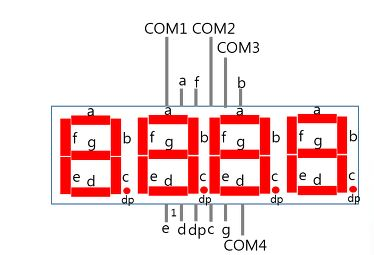 COM1 COM2
COM3
a f b
a a a a
f b f b f b f b
g g g g
e d c e d c e d c e d c
dp dp dp dp
1
e d dp c g
COM4